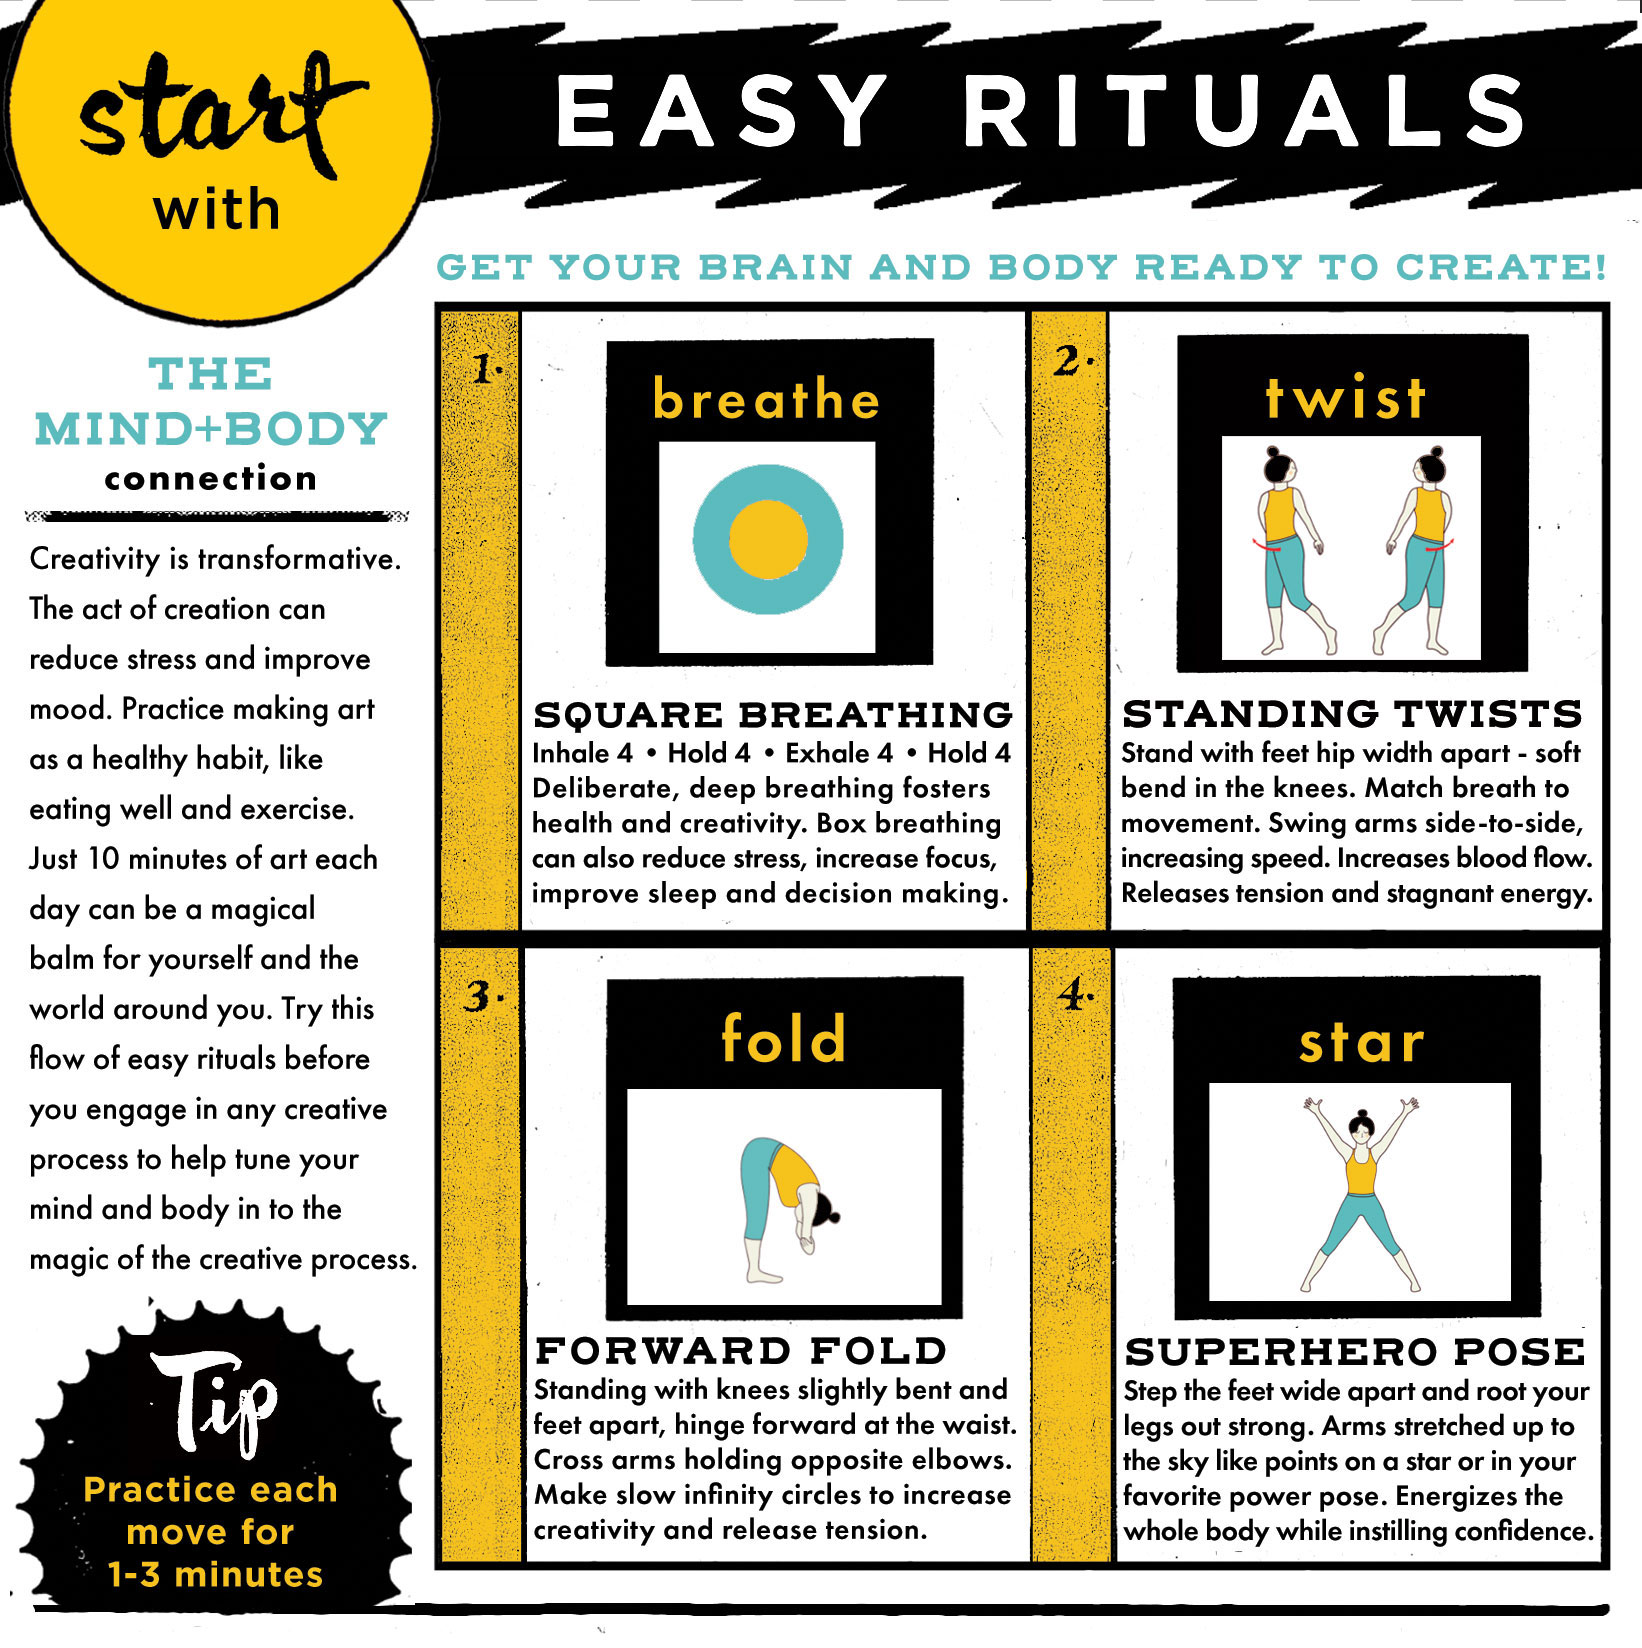 start
with
EASY RITUALS
GET YOUR BRAIN AND BODY READY TO CREATE!
THE
MIND+BODY
connection
Creativity is transformative.
The act of creation can
reduce stress and improve
mood. Practice making art
as a healthy habit, like
eating well and exercise.
Just 10 minutes of art each
day can be a magical
balm for yourself and the
world around you. Try this
flow of easy rituals before
you engage in any creative
process to help tune your
mind and body in to the
magic of the creative process.
Tip
Practice each
move for
1-3 minutes
1.
breathe
SQUARE BREATHING
Inhale 4 • Hold 4 • Exhale 4 • Hold 4
Deliberate, deep breathing fosters
health and creativity. Box breathing
can also reduce stress, increase focus,
improve sleep and decision making.
2.
twist
STANDING TWISTS
Stand with feet hip width apart - soft
bend in the knees. Match breath to
movement. Swing arms side-to-side,
increasing speed. Increases blood flow.
Releases tension and stagnant energy.
3.
fold
FORWARD FOLD
Standing with knees slightly bent and
feet apart, hinge forward at the waist.
Cross arms holding opposite elbows.
Make slow infinity circles to increase
creativity and release tension.
4.
star
SUPERHERO POSE
Step the feet wide apart and root your
legs out strong. Arms stretched up to
the sky like points on a star or in your
favorite power pose. Energizes the
whole body while instilling confidence.